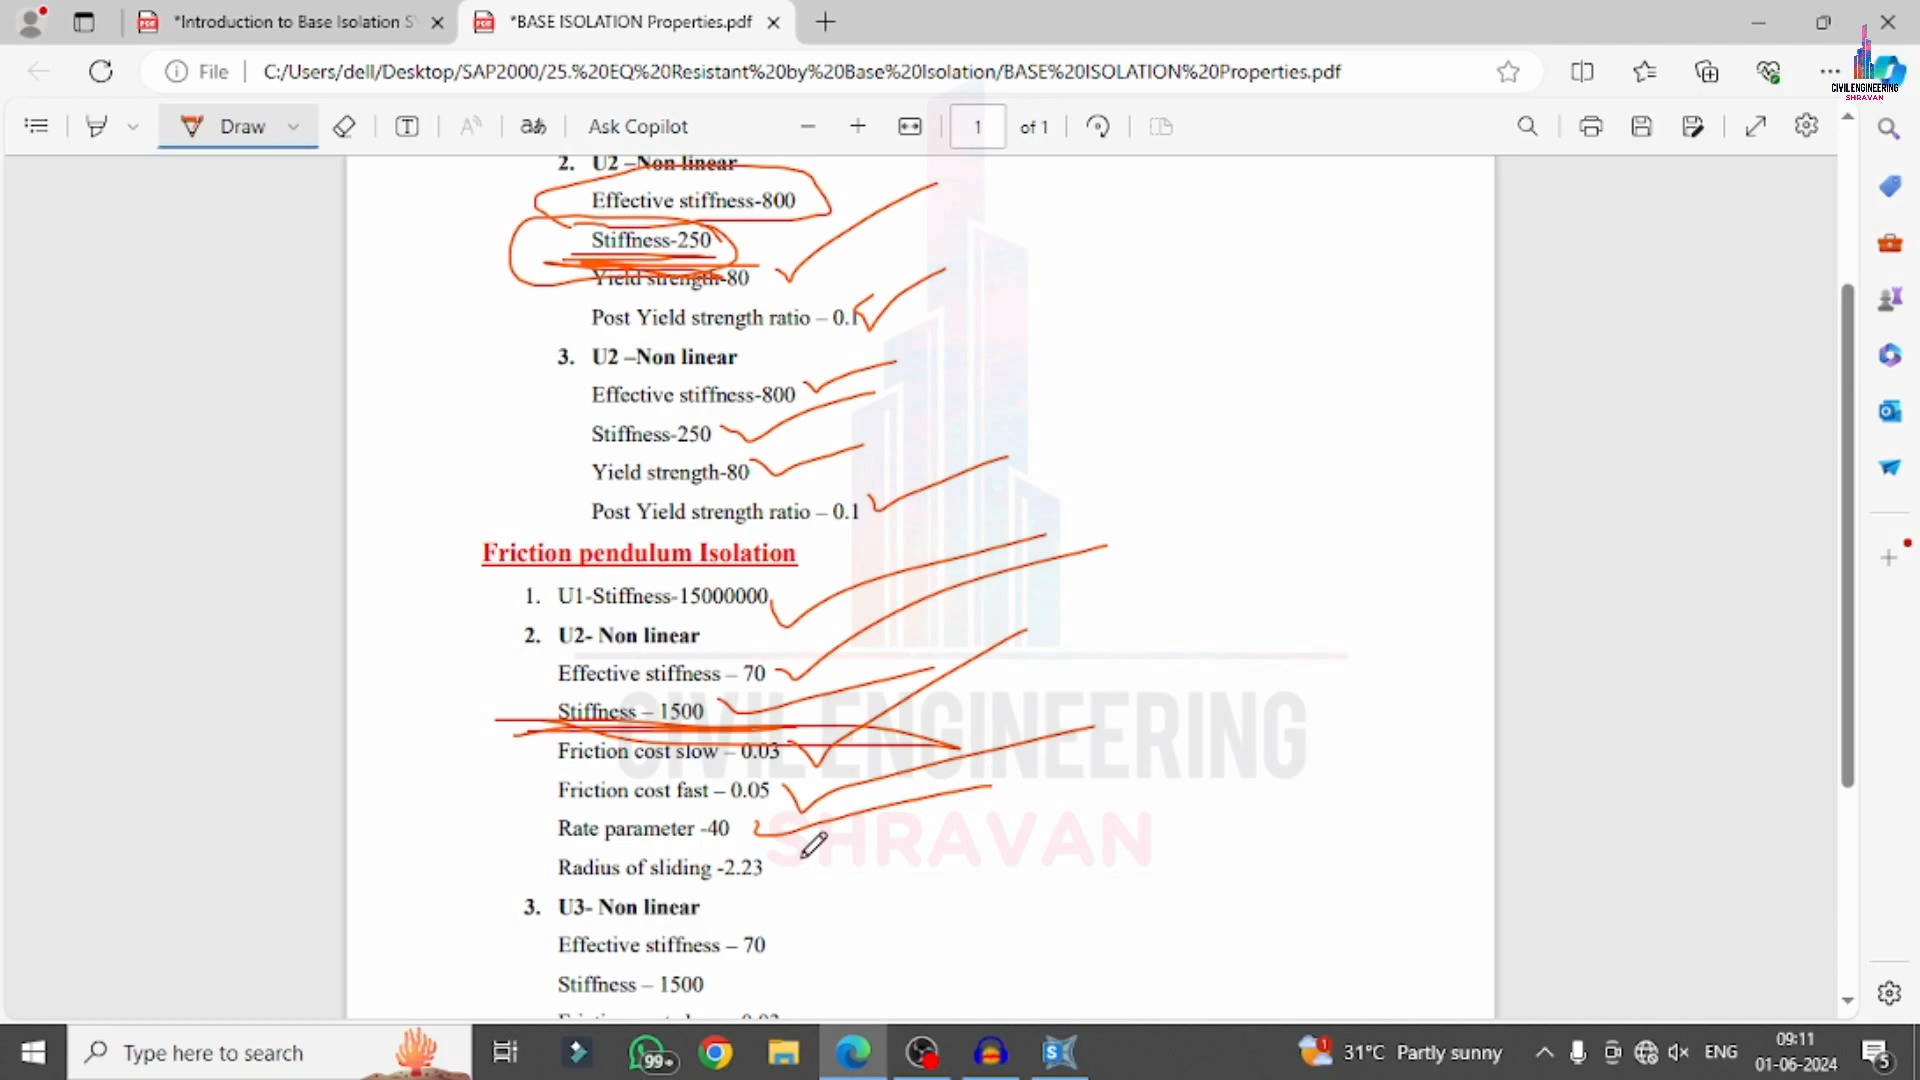 *Introduction to Base Isolation S
*BASE ISOLATION Properties.pdf
File
C:/Users/dell/Desktop/SAP2000/25.%20EQ%20Resistant%20by%20Base%20Isolation/BASE%20ISOLATION%20Properties.pdf
CIVILENGINEERING
SHRAVAN
Draw
Ask Copilot
1 of 1
2. U2 –Non linear
Effective stiffness-800
Stiffness-250
Yield strength-80
Post Yield strength ratio – 0.1
3. U2 –Non linear
Effective stiffness-800
Stiffness-250
Yield strength-80
Post Yield strength ratio – 0.1
Friction pendulum Isolation
1. U1-Stiffness-15000000
2. U2- Non linear
Effective stiffness – 70
Stiffness – 1500
Friction cost slow – 0.03
Friction cost fast – 0.05
Rate parameter -40
Radius of sliding -2.23
3. U3- Non linear
Effective stiffness – 70
Stiffness – 1500
CIVIL ENGINEERING
SHRAVAN
Type here to search
99+
31°C Partly sunny
ENG
09:11
01-06-2024
5